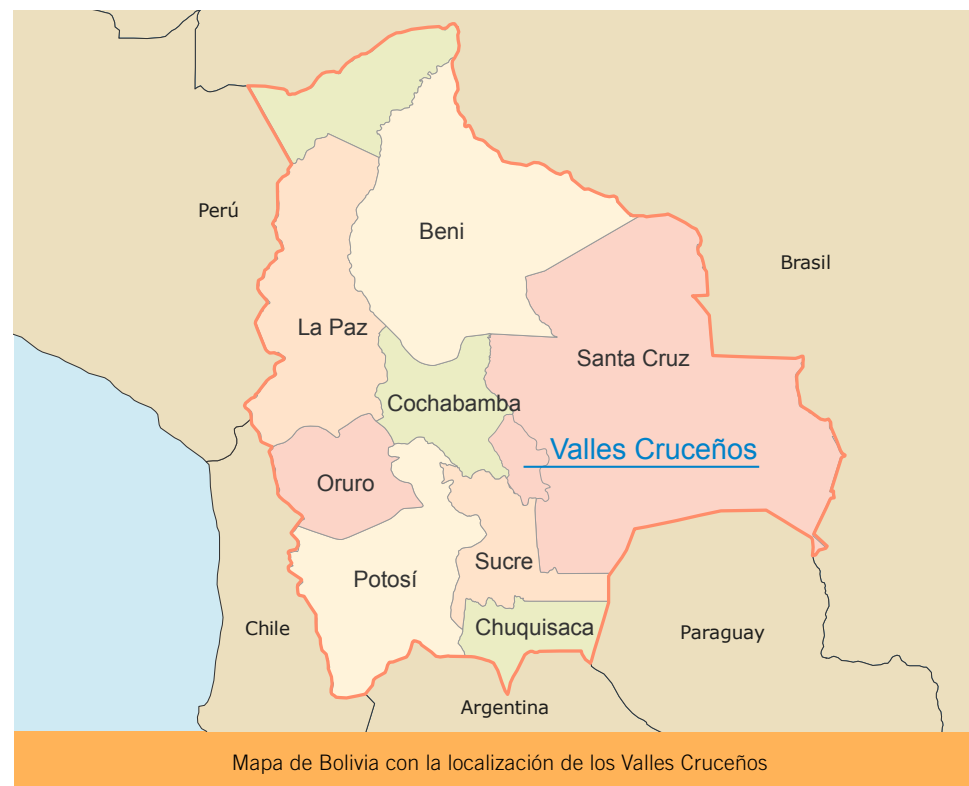 Perú
Beni
Brasil
La Paz
Santa Cruz
Cochabamba
Valles Cruceños
Oruro
Sucre
Potosí
Chile
Chuquisaca
Paraguay
Argentina
Mapa de Bolivia con la localización de los Valles Cruceños